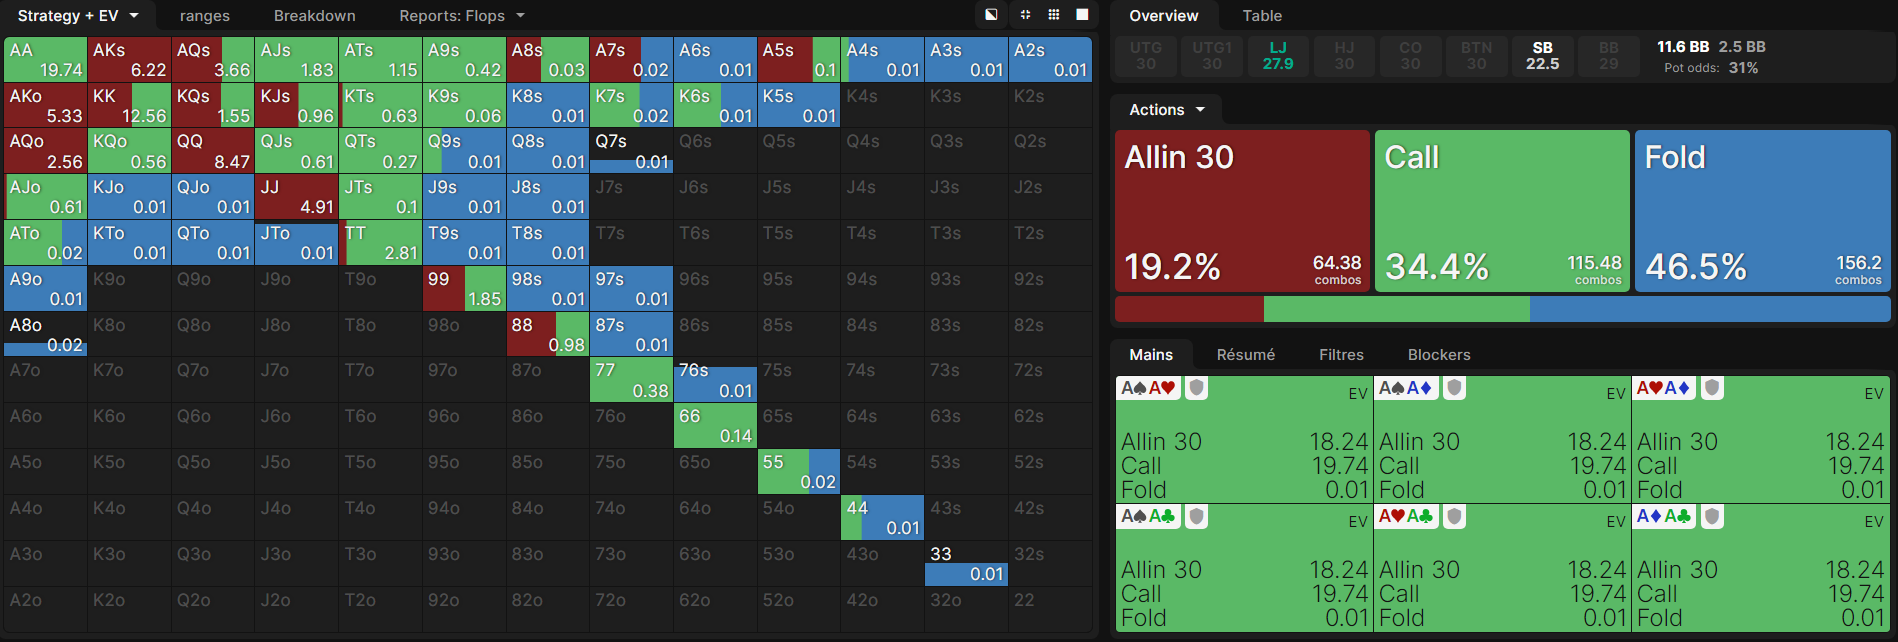 Strategy + EV ranges Breakdown Reports: Flops
AA AKs AQs AJs ATs A9s A8s A7s A6s A5s A4s A3s A2s
19.74 6.22 3.66 1.83 1.15 0.42 0.03 0.02 0.01 0.1 0.01 0.01 0.01
AKo KK KQs KJs KTs K9s K8s K7s K6s K5s K4s K3s K2s
5.33 12.56 1.55 0.96 0.63 0.06 0.01 0.02 0.01 0.01
AQo KQo QQ QJs QTs Q9s Q8s Q7s Q6s Q5s Q4s Q3s Q2s
2.56 0.56 8.47 0.61 0.27 0.01 0.01 0.01
AJo KJo QJo JJ JTs J9s J8s J7s J6s J5s J4s J3s J2s
0.61 0.01 0.01 4.91 0.1 0.01 0.01
ATo KTo QTo JTo TT T9s T8s T7s T6s T5s T4s T3s T2s
0.02 0.01 0.01 0.01 2.81 0.01 0.01
A9o K9o Q9o J9o T9o 99 98s 97s 96s 95s 94s 93s 92s
0.01 1.85 0.01 0.01
A8o K8o Q8o J8o T8o 98o 88 87s 86s 85s 84s 83s 82s
0.02 0.98 0.01
A7o K7o Q7o J7o T7o 97o 87o 77 76s 75s 74s 73s 72s
0.38 0.01
A6o K6o Q6o J6o T6o 96o 86o 76o 66 65s 64s 63s 62s
0.14
A5o K5o Q5o J5o T5o 95o 85o 75o 65o 55 54s 53s 52s
0.02
A4o K4o Q4o J4o T4o 94o 84o 74o 64o 54o 44 43s 42s
0.01
A3o K3o Q3o J3o T3o 93o 83o 73o 63o 53o 43o 33 32s
0.01
A2o K2o Q2o J2o T2o 92o 82o 72o 62o 52o 42o 32o 22
Overview Table
UTG UTG1 LJ HJ CO BTN SB BB
30 30 27.9 30 30 30 22.5 29
11.6 BB 2.5 BB
Pot odds: 31%
Actions
Allin 30 Call Fold
19.2% 64.38 combos 34.4% 115.48 combos 46.5% 156.2 combos
Mains Résumé Filtres Blockers
A♠A♥ EV A♠A♦ EV A♥A♦ EV
Allin 30 18.24 Allin 30 18.24 Allin 30 18.24
Call 19.74 Call 19.74 Call 19.74
Fold 0.01 Fold 0.01 Fold 0.01
A♠A♣ EV A♥A♣ EV A♦A♣ EV
Allin 30 18.24 Allin 30 18.24 Allin 30 18.24
Call 19.74 Call 19.74 Call 19.74
Fold 0.01 Fold 0.01 Fold 0.01